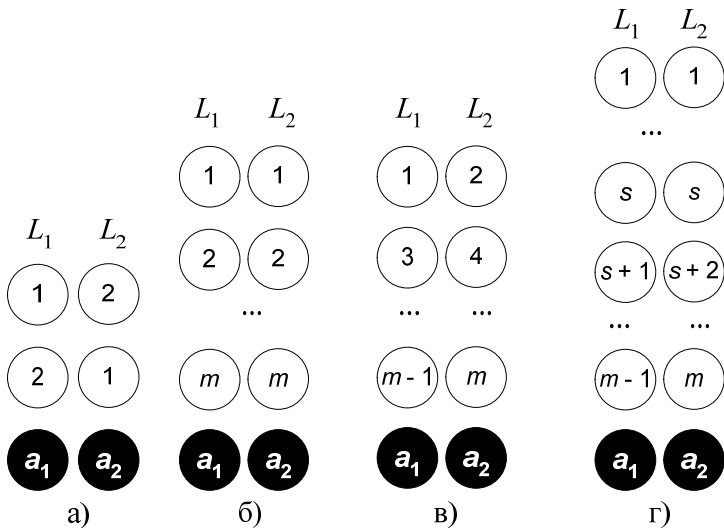 L₁ L₂
1 1
...
L₁ L₂ L₁ L₂
1 1 1 2
s s
L₁ L₂
2 2 3 4
s + 1 s + 2
1 2
... ... ... ... ...
2 1 m m m - 1 m m - 1 m
a₁ a₂ a₁ a₂ a₁ a₂ a₁ a₂
а) б) в) г)